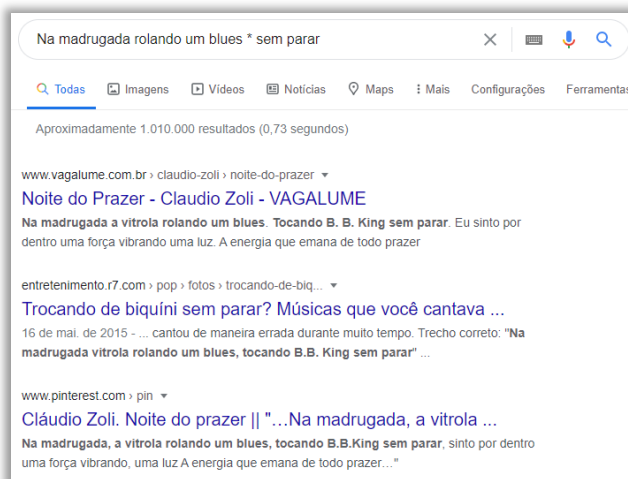 Na madrugada rolando um blues * sem parar
Todas Imagens Vídeos Notícias Maps Mais Configurações Ferramentas
Aproximadamente 1.010.000 resultados (0,73 segundos)
www.vagalume.com.br › claudio-zoli › noite-do-prazer
Noite do Prazer - Claudio Zoli - VAGALUME
Na madrugada a vitrola rolando um blues. Tocando B. B. King sem parar. Eu sinto por
dentro uma força vibrando uma luz. A energia que emana de todo prazer
entretenimento.r7.com › pop › fotos › trocando-de-biq...
Trocando de biquíni sem parar? Músicas que você cantava ...
16 de mai. de 2015 - ... cantou de maneira errada durante muito tempo. Trecho correto: "Na
madrugada vitrola rolando um blues, tocando B.B. King sem parar" ...
www.pinterest.com › pin
Cláudio Zoli. Noite do prazer || "…Na madrugada, a vitrola ...
Na madrugada, a vitrola rolando um blues, tocando B.B.King sem parar, sinto por dentro
uma força vibrando, uma luz A energia que emana de todo prazer…"